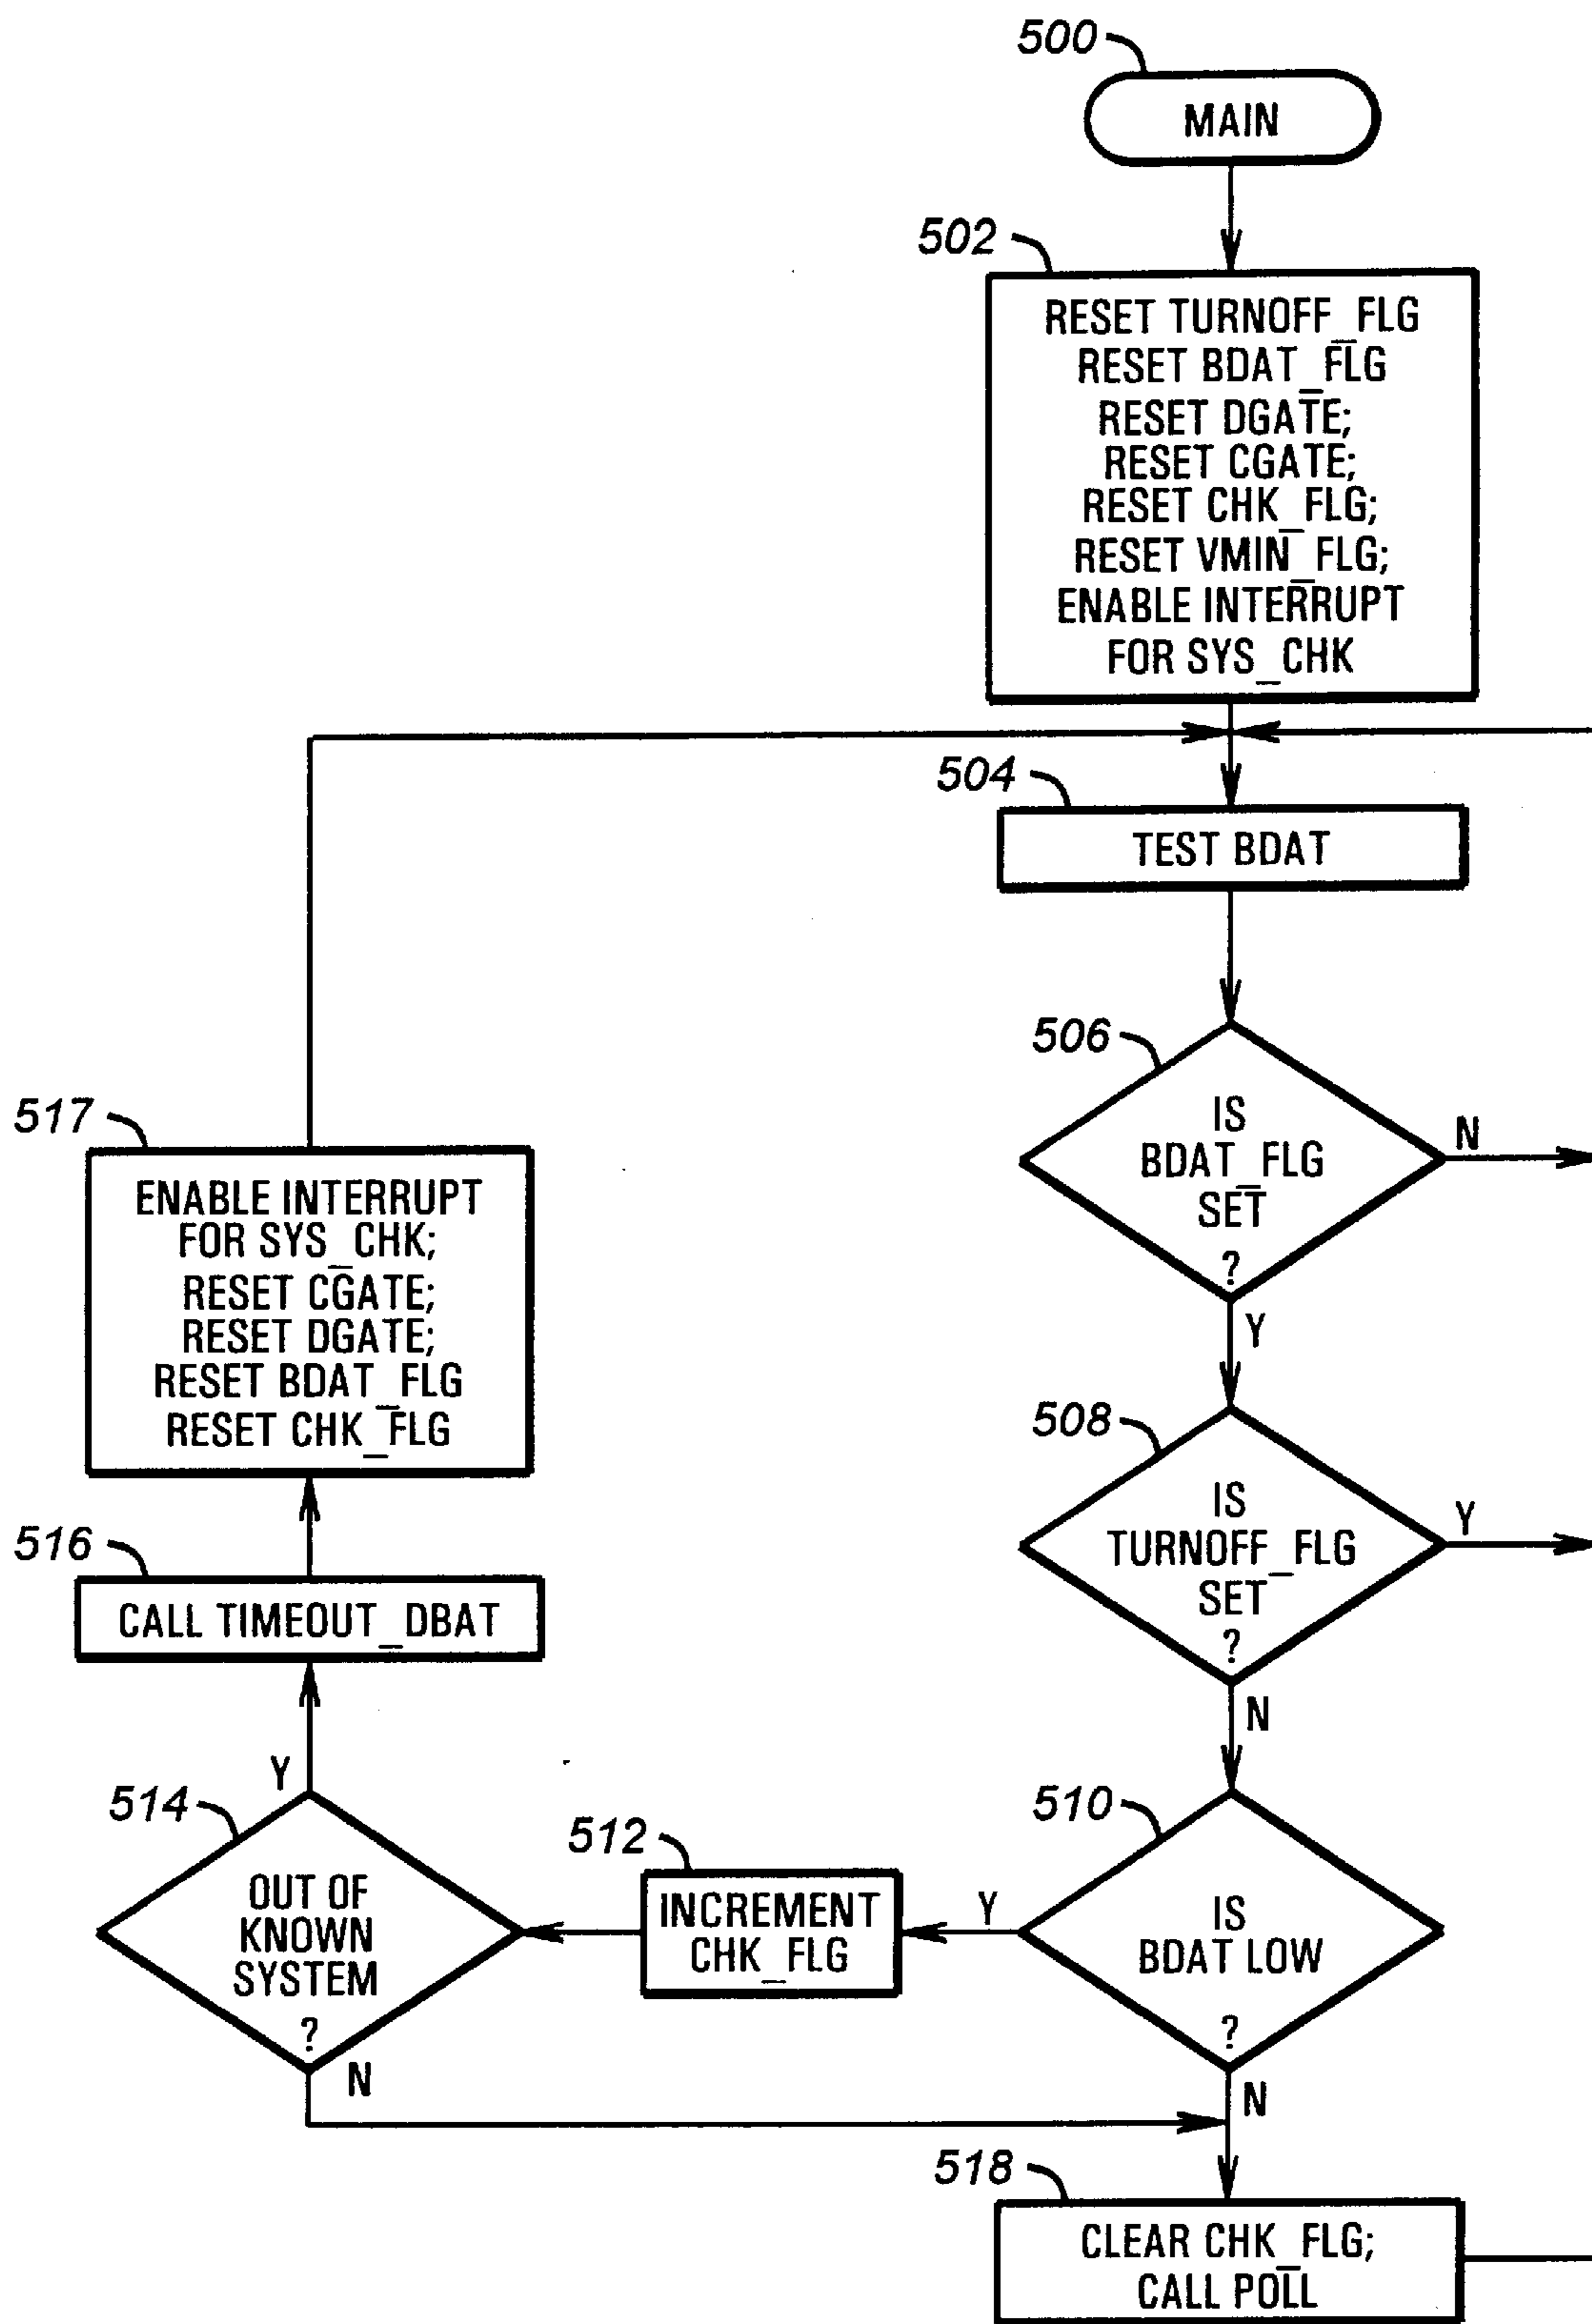 500
MAIN
502
RESET TURNOFF_FLG
RESET BDAT_FLG
RESET DGATE;
RESET CGATE;
RESET CHK_FLG;
RESET VMIN_FLG;
ENABLE INTERRUPT
FOR SYS_CHK
504
TEST BDAT
506
IS
BDAT_FLG
SET
?
N
Y
508
IS
TURNOFF_FLG
SET
?
Y
N
510
IS
BDAT LOW
?
Y
N
512
INCREMENT
CHK_FLG
514
OUT OF
KNOWN
SYSTEM
?
Y
N
516
CALL TIMEOUT_DBAT
517
ENABLE INTERRUPT
FOR SYS_CHK;
RESET CGATE;
RESET DGATE;
RESET BDAT_FLG
RESET CHK_FLG
518
CLEAR CHK_FLG;
CALL POLL